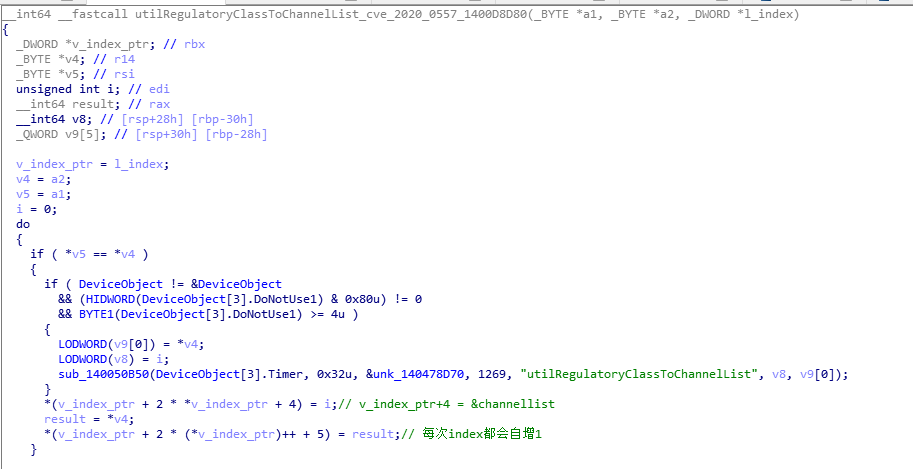 __int64 __fastcall utilRegulatoryClassToChannelList_cve_2020_0557_1400D8D80(_BYTE *a1, _BYTE *a2, _DWORD *l_index)
{
_DWORD *v_index_ptr; // rbx
_BYTE *v4; // r14
_BYTE *v5; // rsi
unsigned int i; // edi
__int64 result; // rax
__int64 v8; // [rsp+28h] [rbp-30h]
_QWORD v9[5]; // [rsp+30h] [rbp-28h]
v_index_ptr = l_index;
v4 = a2;
v5 = a1;
i = 0;
do
{
if ( *v5 == *v4 )
{
if ( DeviceObject != &DeviceObject
&& (HIDWORD(DeviceObject[3].DoNotUse1) & 0x80u) != 0
&& BYTE1(DeviceObject[3].DoNotUse1) >= 4u )
{
LODWORD(v9[0]) = *v4;
LODWORD(v8) = i;
sub_140050B50(DeviceObject[3].Timer, 0x32u, &unk_140478D70, 1269, "utilRegulatoryClassToChannelList", v8, v9[0]);
}
*(v_index_ptr + 2 * *v_index_ptr + 4) = i;// v_index_ptr+4 = &channellist
result = *v4;
*(v_index_ptr + 2 * (*v_index_ptr)++ + 5) = result;// 每次index都会自增1
}